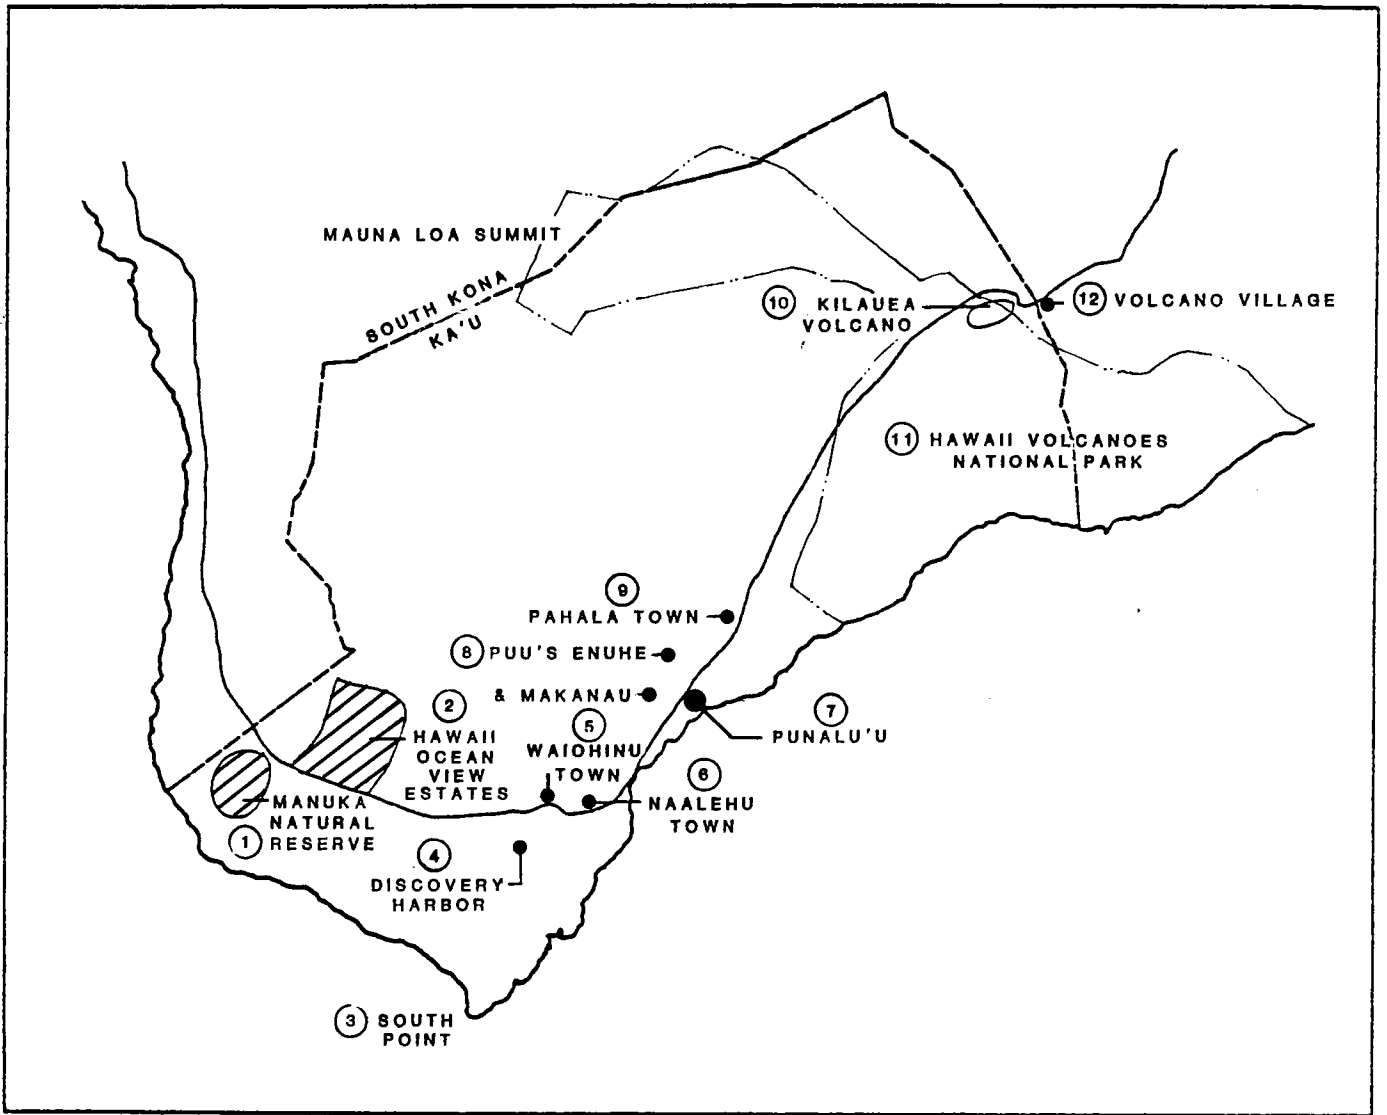 MAUNA LOA SUMMIT
SOUTH KONA
KA'U
10 KILAUEA
VOLCANO
12 VOLCANO VILLAGE
11 HAWAII VOLCANOES
NATIONAL PARK
9
PAHALA TOWN
8 PUU'S ENUHE
& MAKANAU
7
PUNALU'U
2
HAWAII
OCEAN
VIEW
ESTATES
5
WAIOHINU
TOWN
6
NAALEHU
TOWN
MANUKA
NATURAL
1 RESERVE
4
DISCOVERY
HARBOR
3 SOUTH
POINT